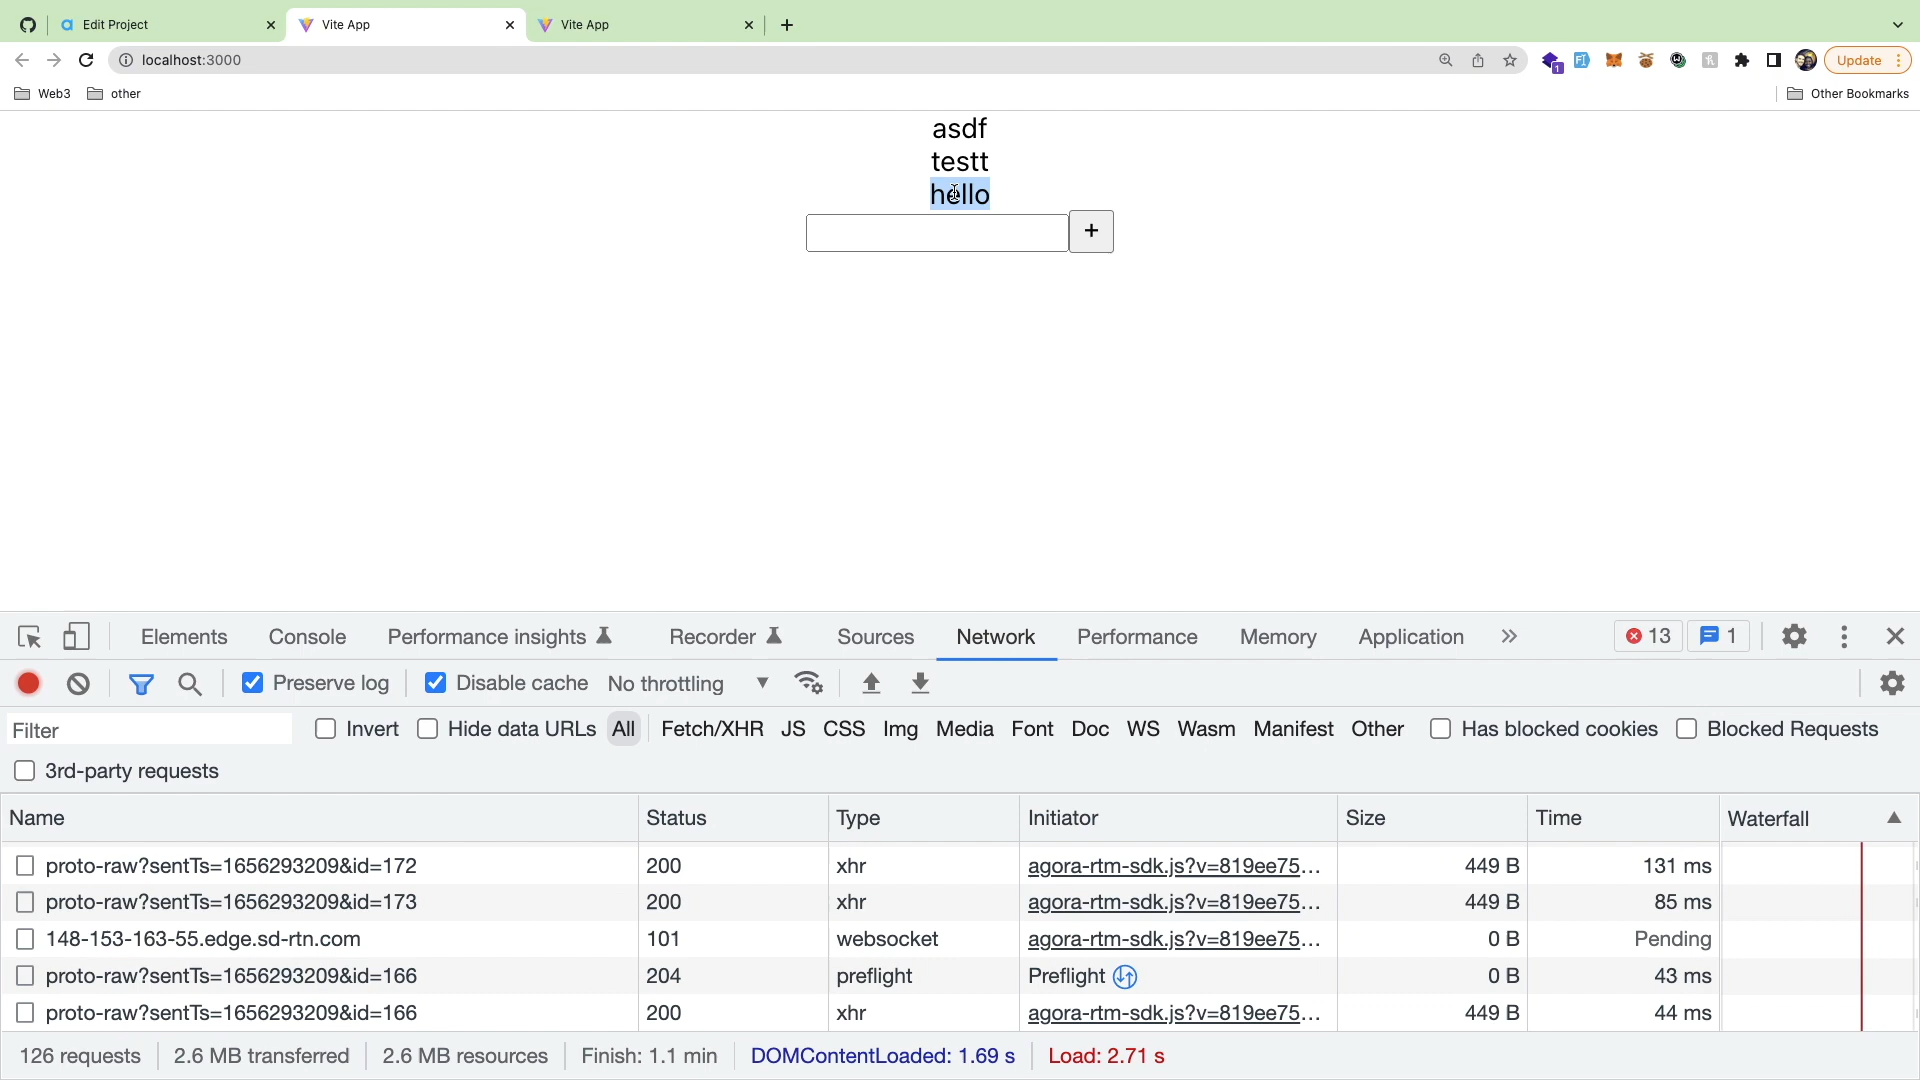 Edit Project
Vite App
Vite App
localhost:3000
1
Update
Web3
other
Other Bookmarks
asdf
testt
hello
+
Elements Console Performance insights Recorder Sources Network Performance Memory Application 13 1
Preserve log Disable cache No throttling
Filter Invert Hide data URLs All Fetch/XHR JS CSS Img Media Font Doc WS Wasm Manifest Other Has blocked cookies Blocked Requests
3rd-party requests
Name Status Type Initiator Size Time Waterfall
proto-raw?sentTs=1656293209&id=172 200 xhr agora-rtm-sdk.js?v=819ee75... 449 B 131 ms
proto-raw?sentTs=1656293209&id=173 200 xhr agora-rtm-sdk.js?v=819ee75... 449 B 85 ms
148-153-163-55.edge.sd-rtn.com 101 websocket agora-rtm-sdk.js?v=819ee75... 0 B Pending
proto-raw?sentTs=1656293209&id=166 204 preflight Preflight 0 B 43 ms
proto-raw?sentTs=1656293209&id=166 200 xhr agora-rtm-sdk.js?v=819ee75... 449 B 44 ms
126 requests 2.6 MB transferred 2.6 MB resources Finish: 1.1 min DOMContentLoaded: 1.69 s Load: 2.71 s